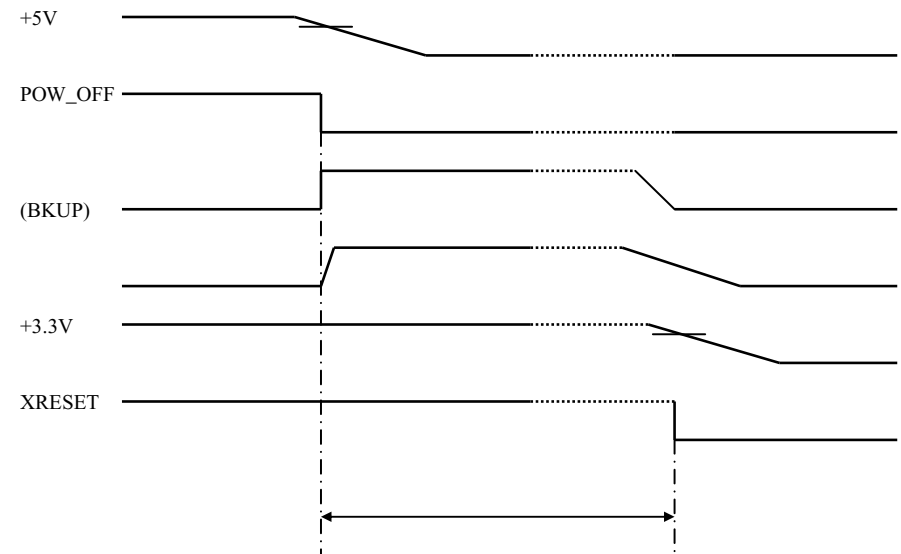 +5V
POW_OFF
(BKUP)
+3.3V
XRESET